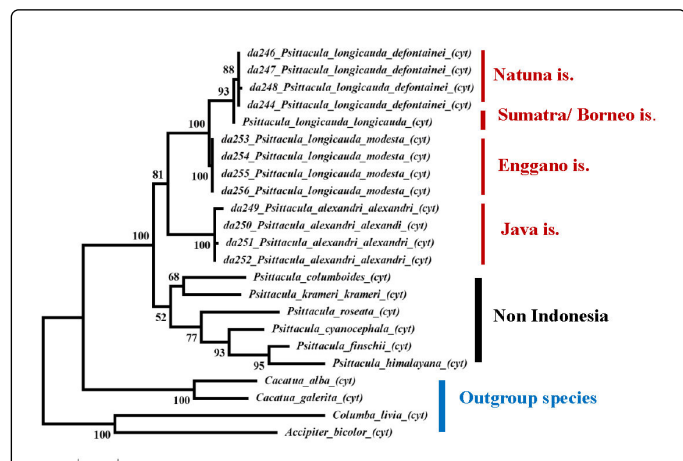 da246_Psittacula_longicauda_defontainei_(cyt)
da247_Psittacula_longicauda_defontainei_(cyt)
da248_Psittacula_longicauda_defontainei_(cyt)
da244_Psittacula_longicauda_defontainei_(cyt)
Psittacula_longicauda_longicauda_(cyt)
da253_Psittacula_longicauda_modesta_(cyt)
da254_Psittacula_longicauda_modesta_(cyt)
da255_Psittacula_longicauda_modesta_(cyt)
da256_Psittacula_longicauda_modesta_(cyt)
da249_Psittacula_alexandri_alexandri_(cyt)
da250_Psittacula_alexandri_alexandi_(cyt)
da251_Psittacula_alexandri_alexandri_(cyt)
da252_Psittacula_alexandri_alexandri_(cyt)
Psittacula_columboides_(cyt)
Psittacula_krameri_krameri_(cyt)
Psittacula_roseata_(cyt)
Psittacula_cyanocephala_(cyt)
Psittacula_finschii_(cyt)
Psittacula_himalayana_(cyt)
Cacatua_alba_(cyt)
Cacatua_galerita_(cyt)
Columba_livia_(cyt)
Accipiter_bicolor_(cyt)
Natuna is.
Sumatra/ Borneo is.
Enggano is.
Java is.
Non Indonesia
Outgroup species
88
93
100
100
81
100
100
68
52
77
93
95
100
100